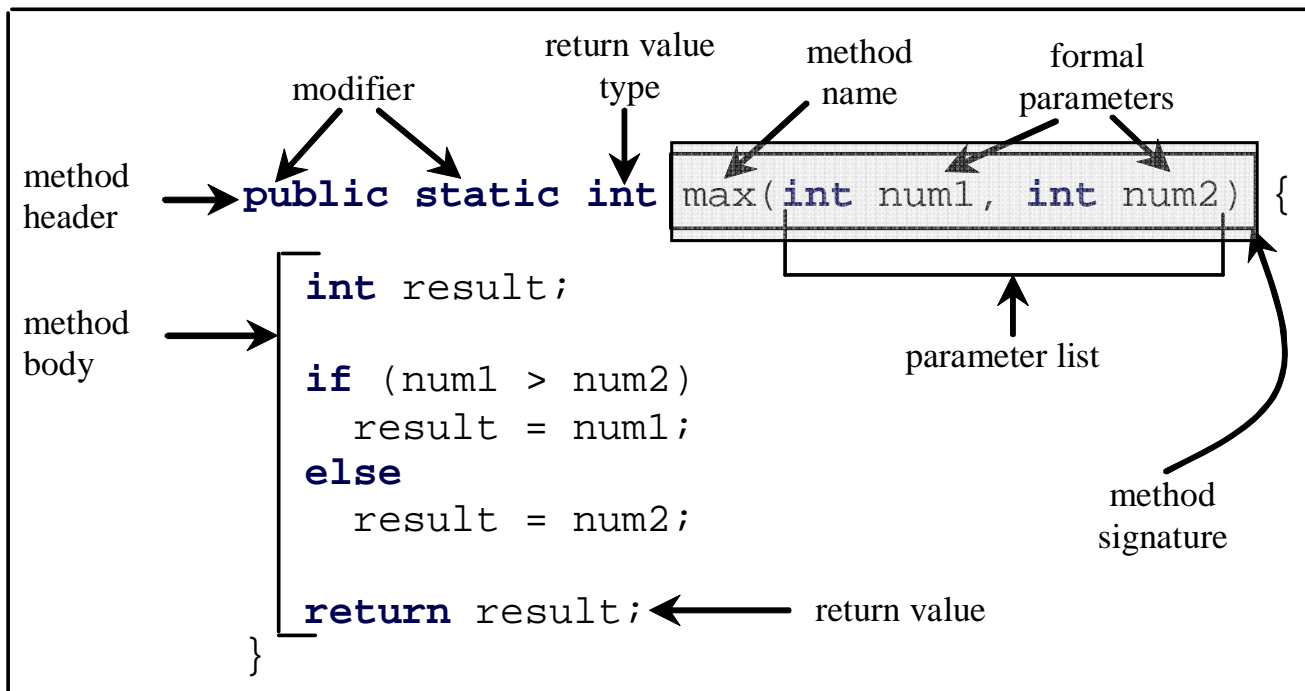 return value
type
method
name
formal
parameters
modifier
method
header
public static int max(int num1, int num2) {
int result;
method
body
parameter list
if (num1 > num2)
result = num1;
else
result = num2;
method
signature
return result;
return value
}